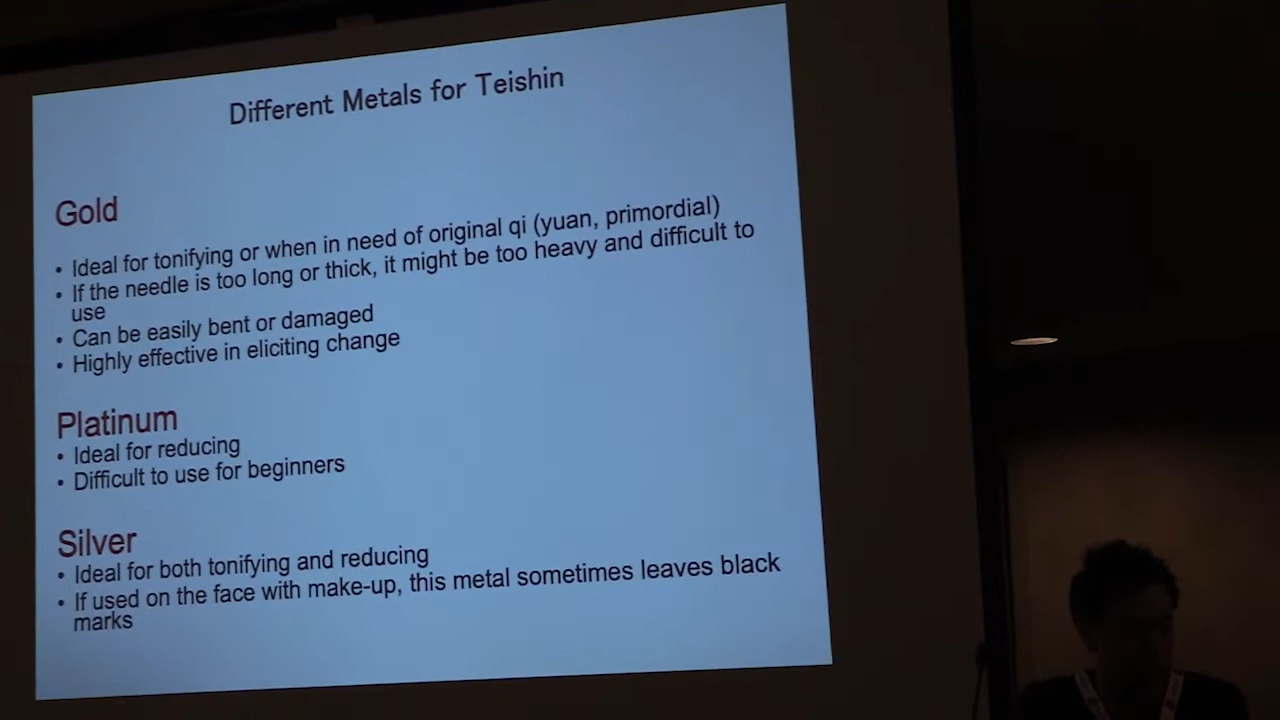 Different Metals for Teishin
Gold
• Ideal for tonifying or when in need of original qi (yuan, primordial)
• If the needle is too long or thick, it might be too heavy and difficult to
use
• Can be easily bent or damaged
• Highly effective in eliciting change
Platinum
• Ideal for reducing
• Difficult to use for beginners
Silver
• Ideal for both tonifying and reducing
• If used on the face with make-up, this metal sometimes leaves black
marks